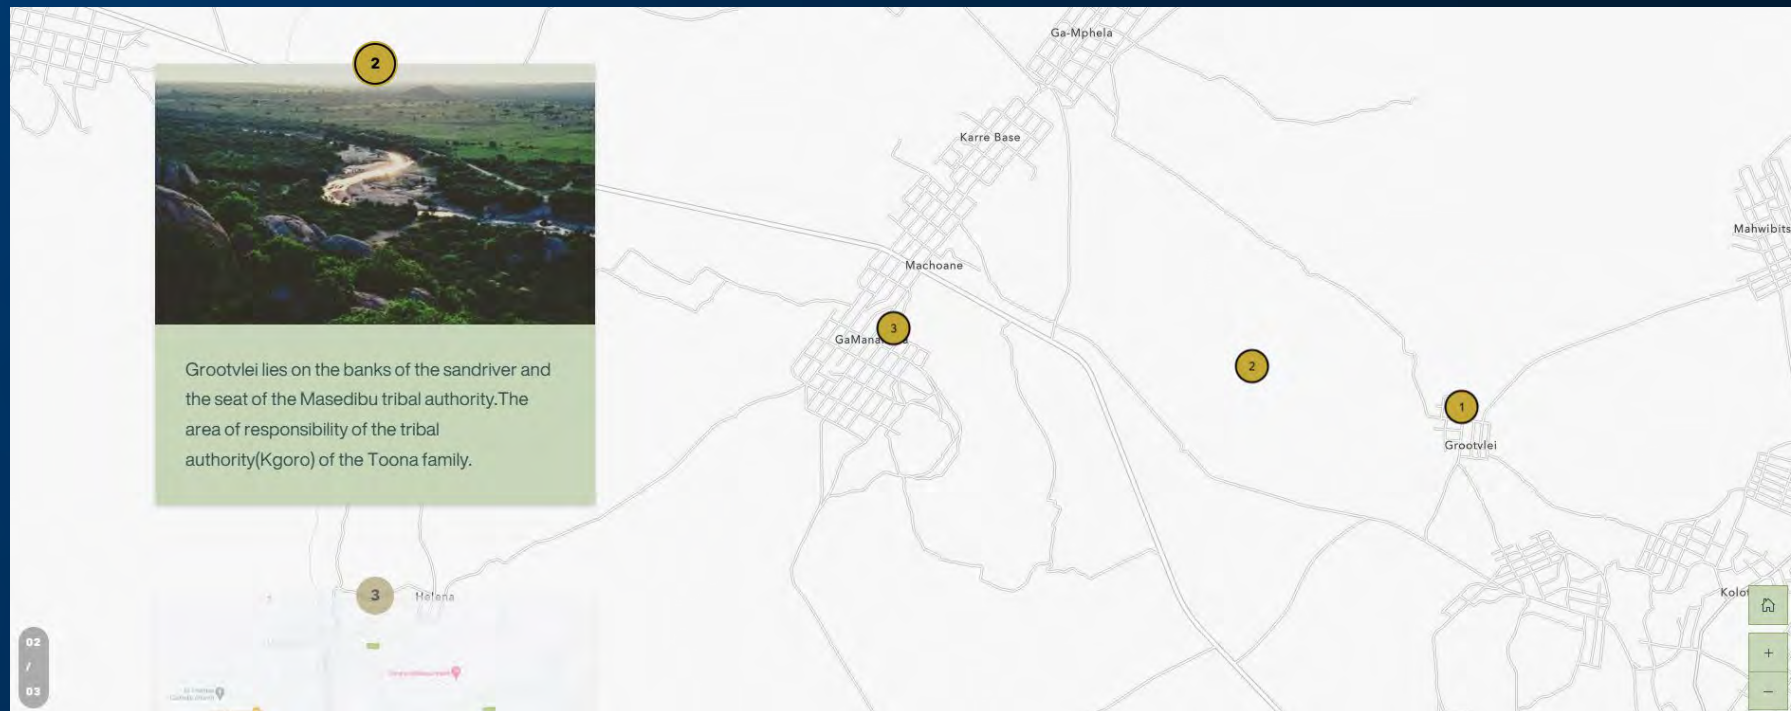 2
Grootvlei lies on the banks of the sandriver and
the seat of the Masedibu tribal authority.The
area of responsibility of the tribal
authority(Kgoro) of the Toona family.
3
Helena
02
/
03
Ga-Mphela
Karre Base
Machoane
3
2
1
Grootvlei
Mahwibits
+
−